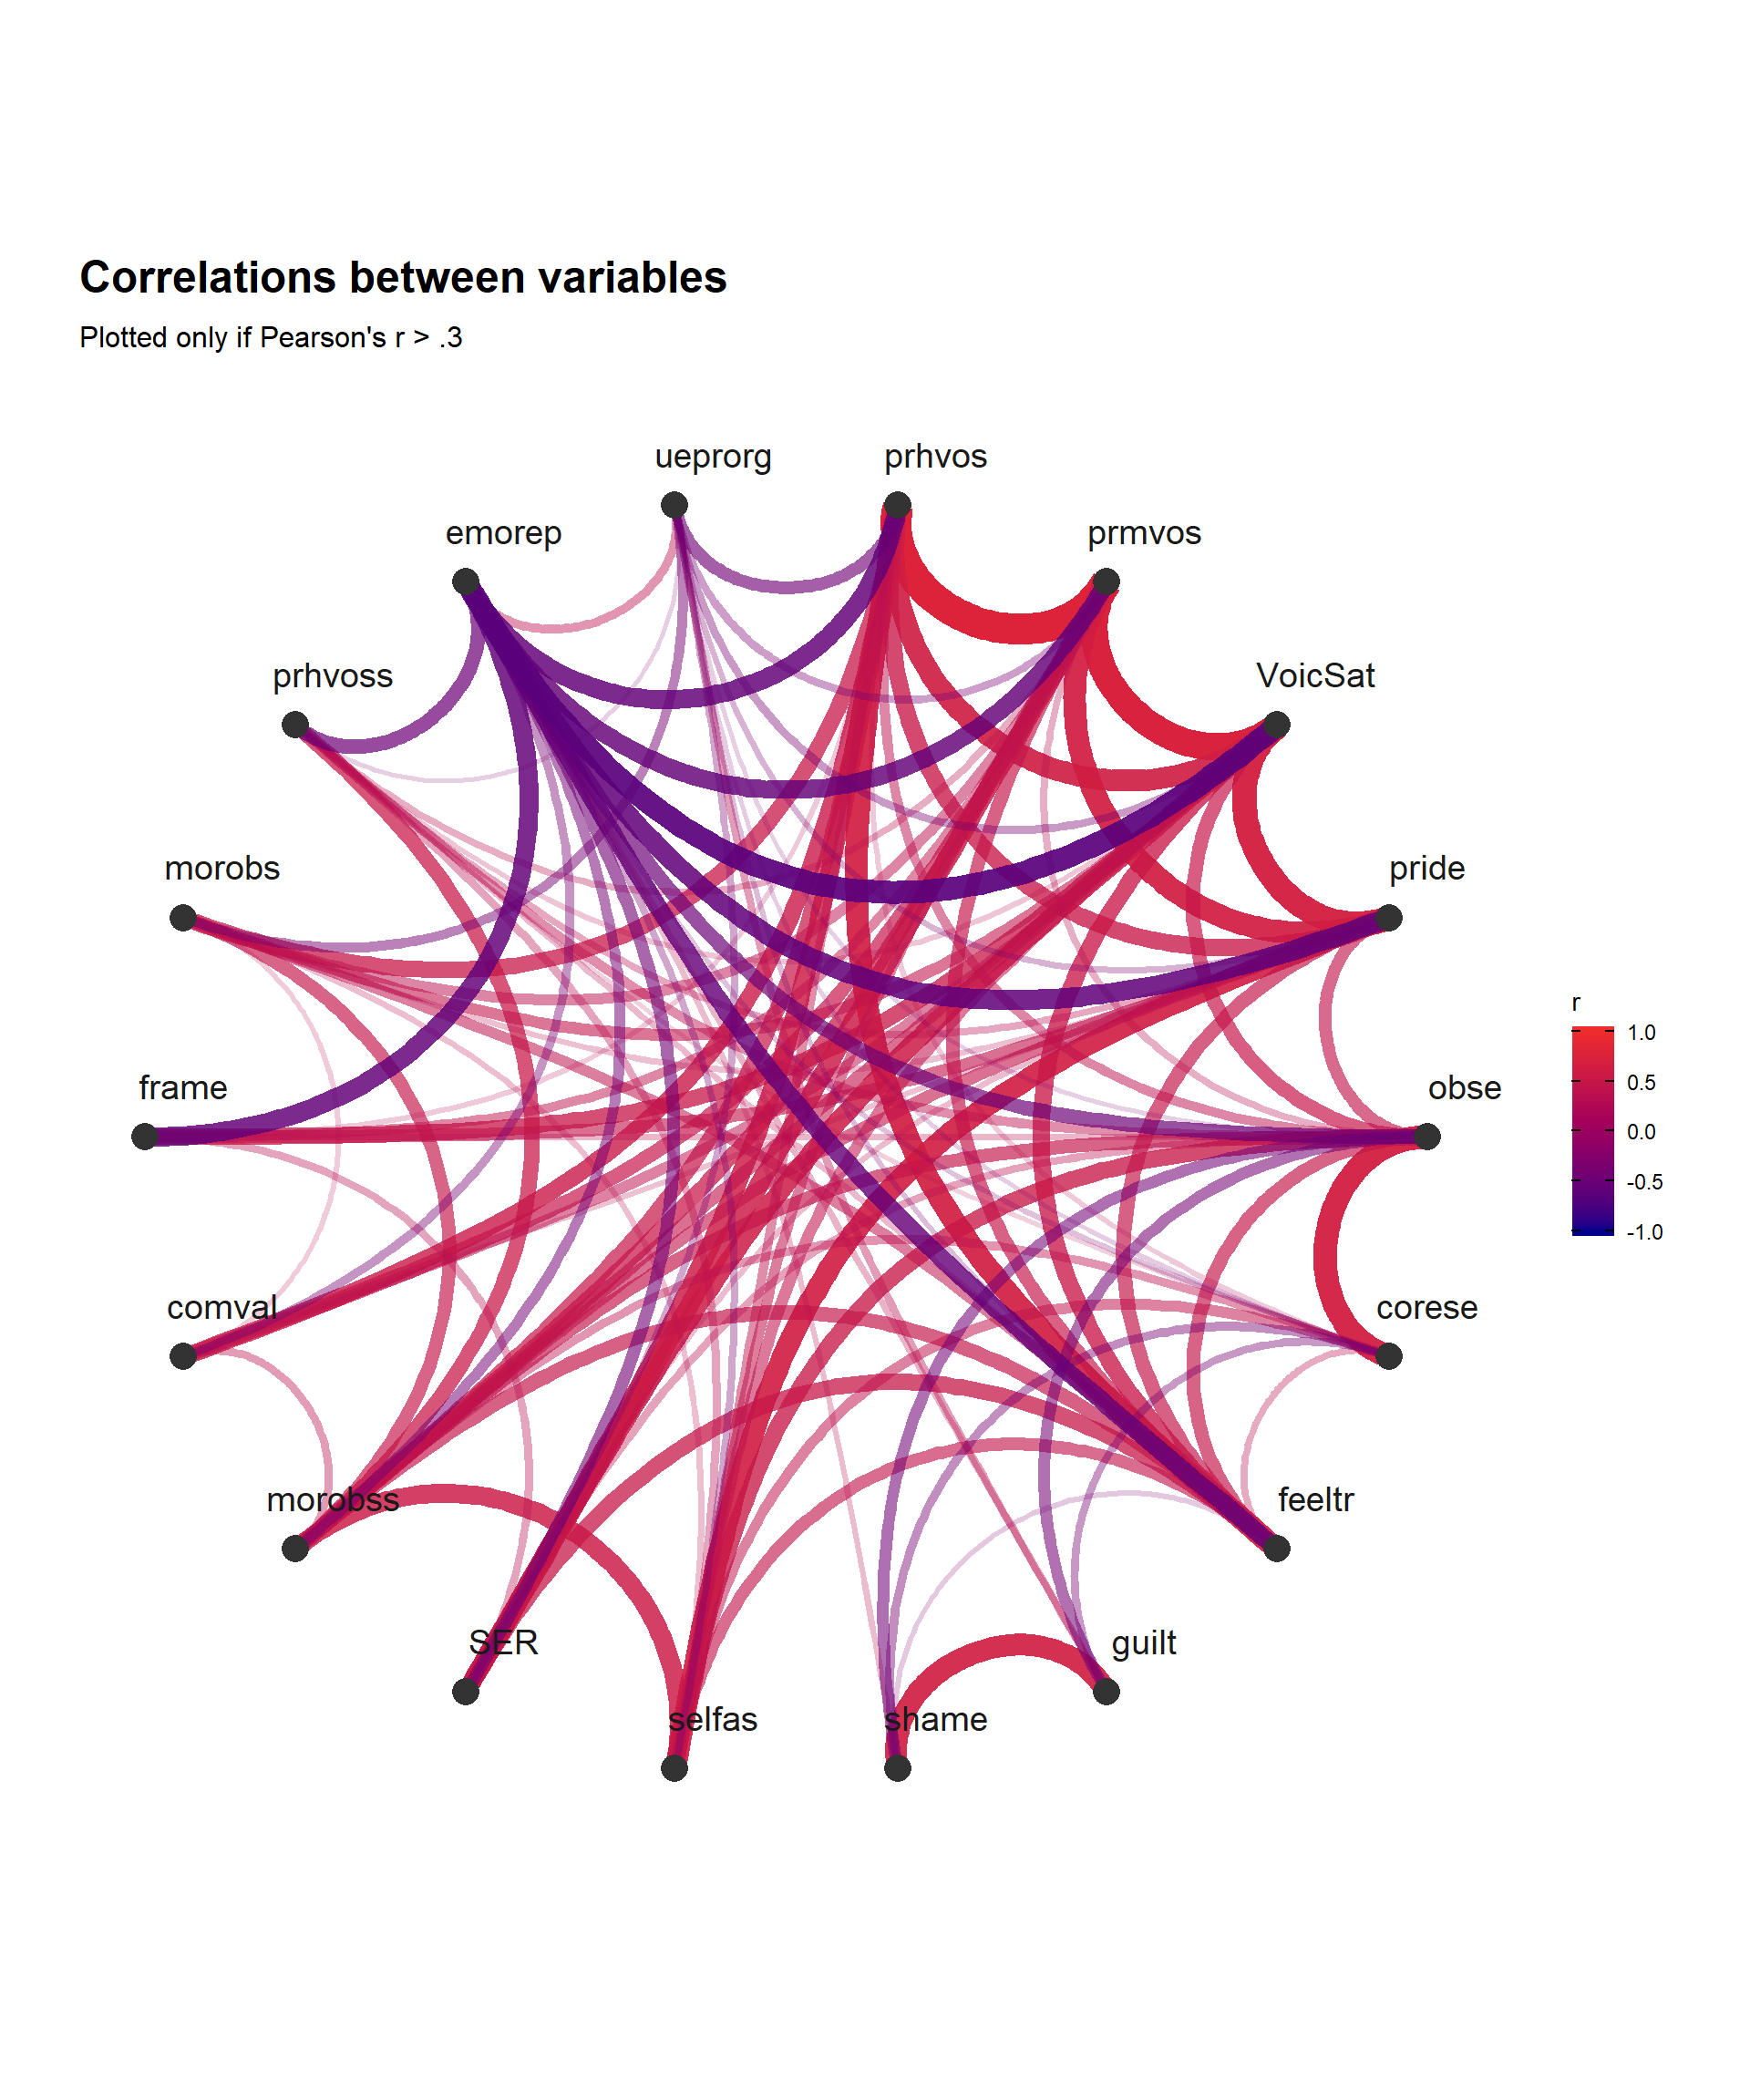 Correlations between variables
Plotted only if Pearson's r > .3
ueprorg
prhvos
emorep
prmvos
prhvoss
VoicSat
morobs
pride
r
1.0
0.5
0.0
-0.5
-1.0
frame
obse
comval
corese
morobss
feeltr
SER
guilt
selfas
shame